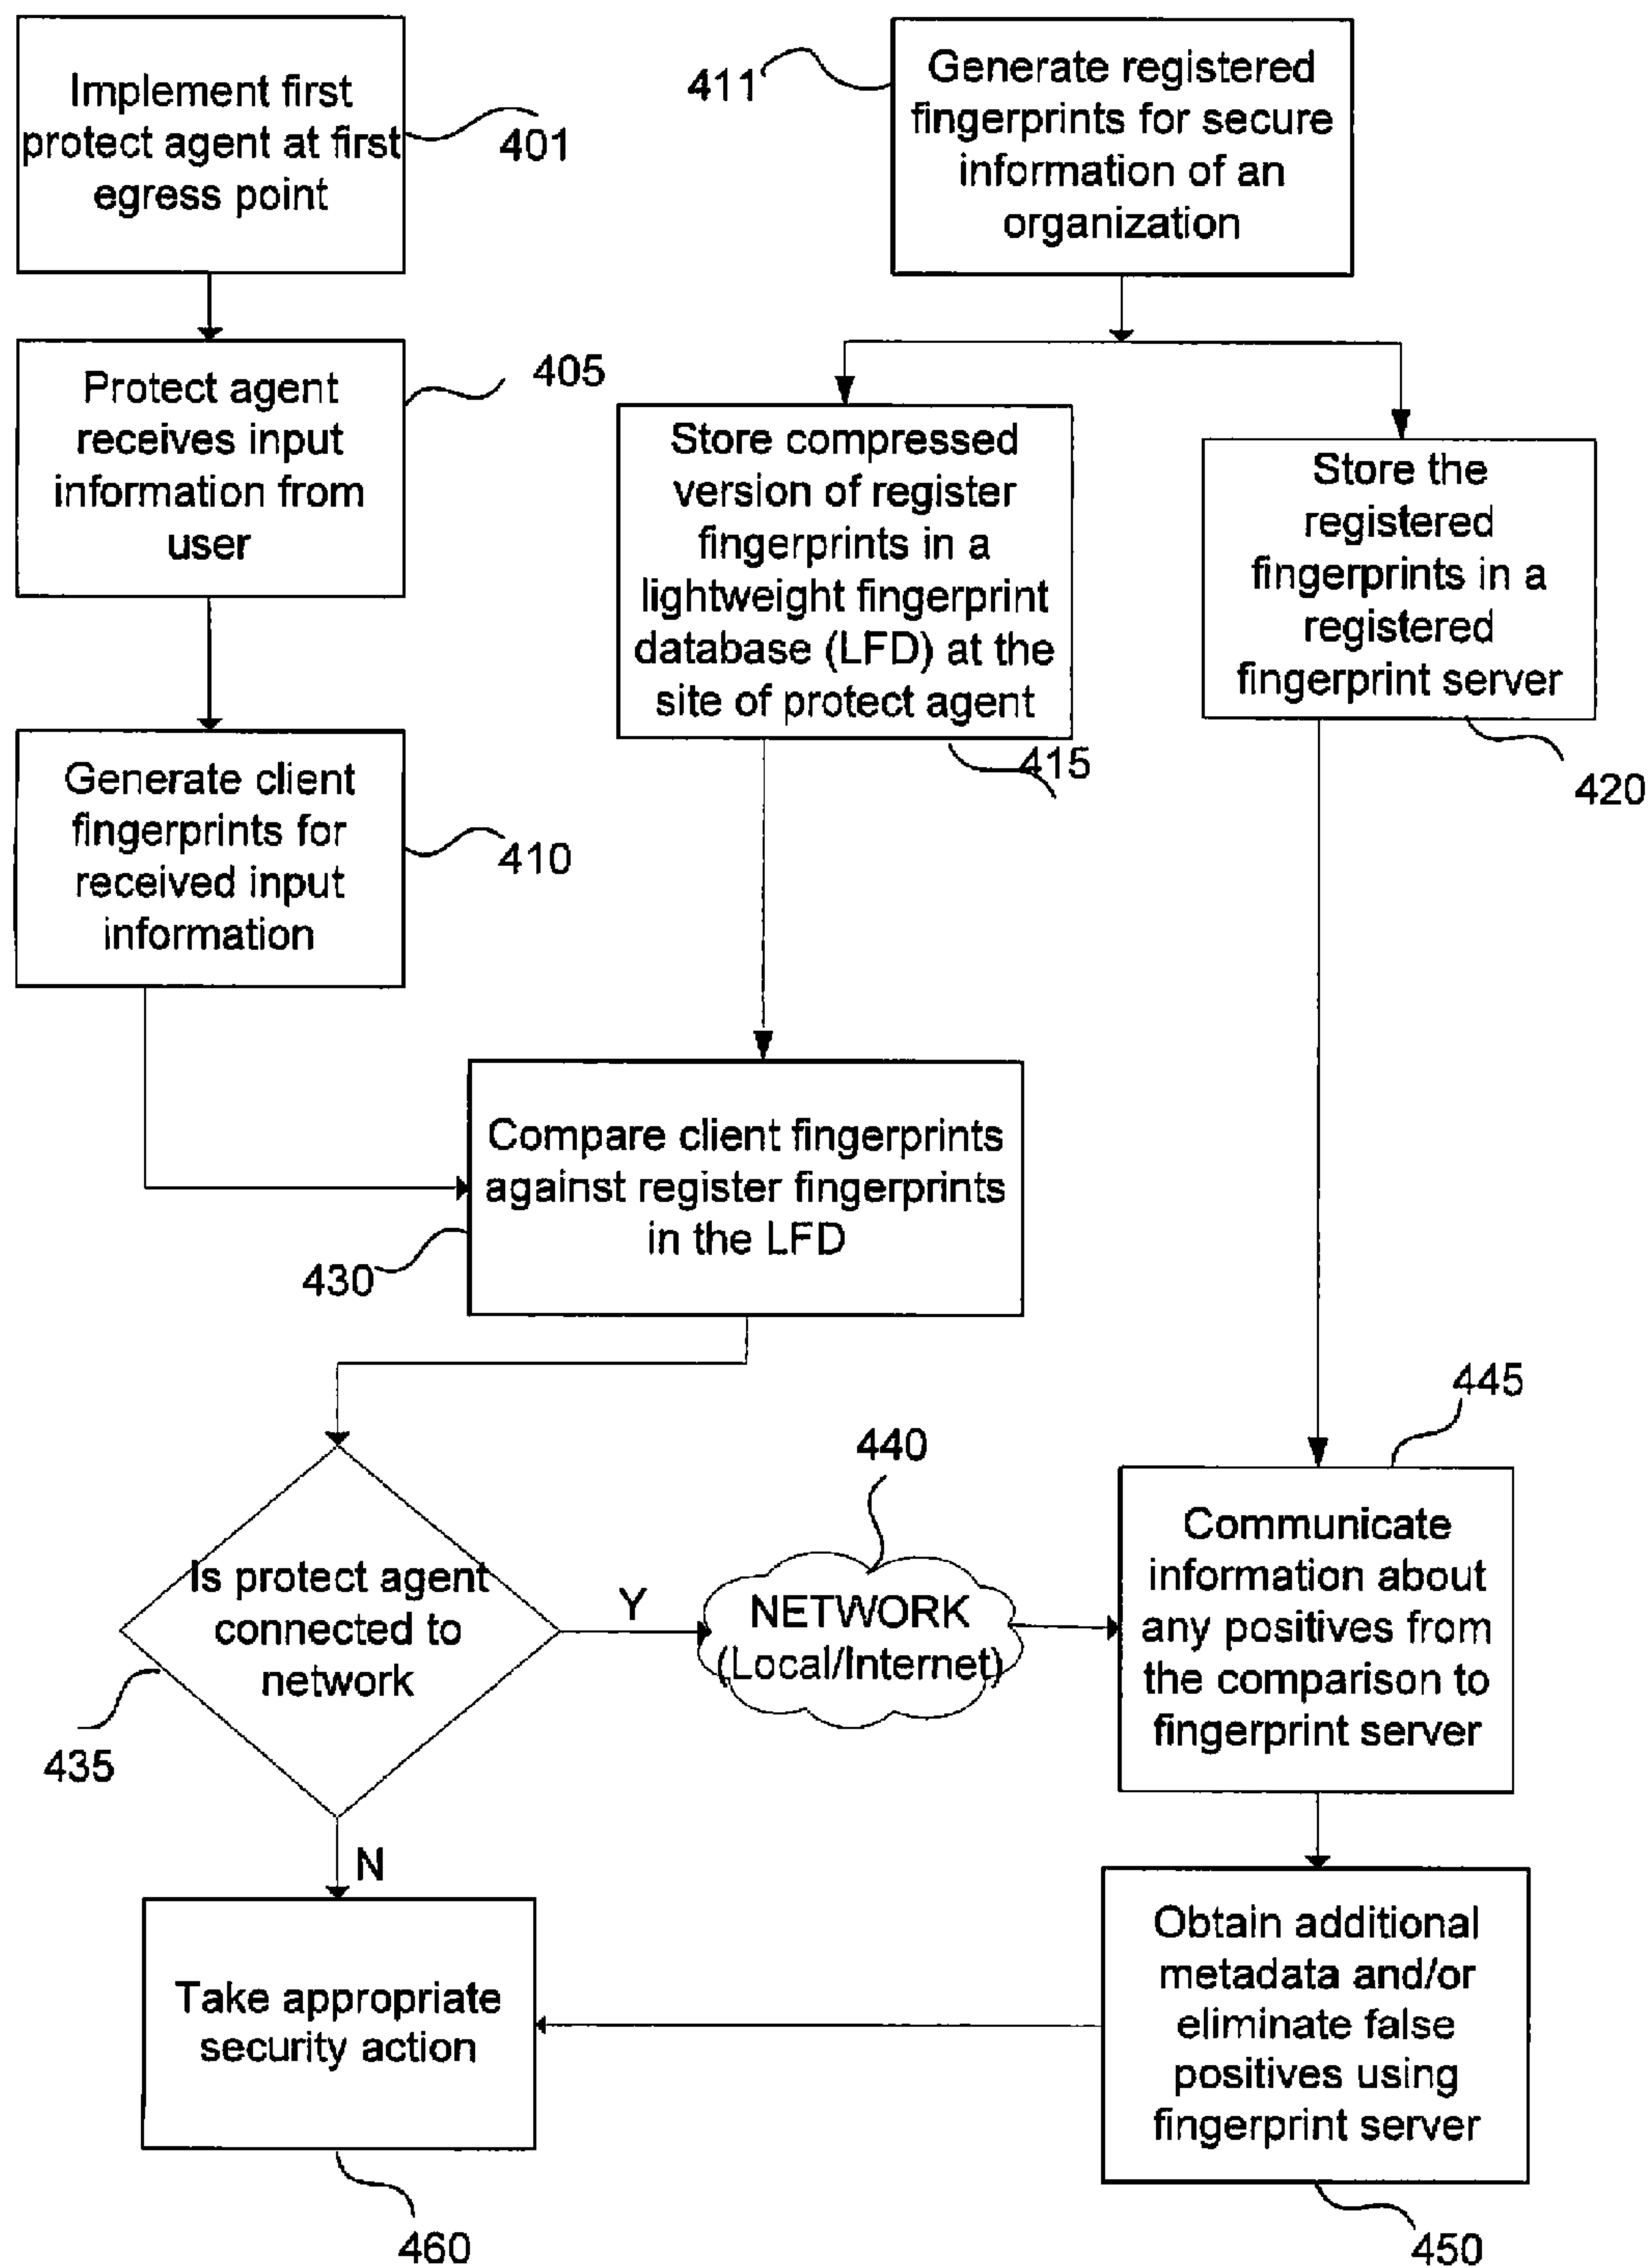 Implement first
protect agent at first
egress point
401
411
Generate registered
fingerprints for secure
information of an
organization
Protect agent
receives input
information from
user
405
Store compressed
version of register
fingerprints in a
lightweight fingerprint
database (LFD) at the
site of protect agent
415
Store the
registered
fingerprints in a
registered
fingerprint server
420
Generate client
fingerprints for
received input
information
410
Compare client fingerprints
against register fingerprints
in the LFD
430
445
440
Is protect agent
connected to
network
435
Y
NETWORK
(Local/Internet)
Communicate
information about
any positives from
the comparison to
fingerprint server
N
Take appropriate
security action
460
Obtain additional
metadata and/or
eliminate false
positives using
fingerprint server
450